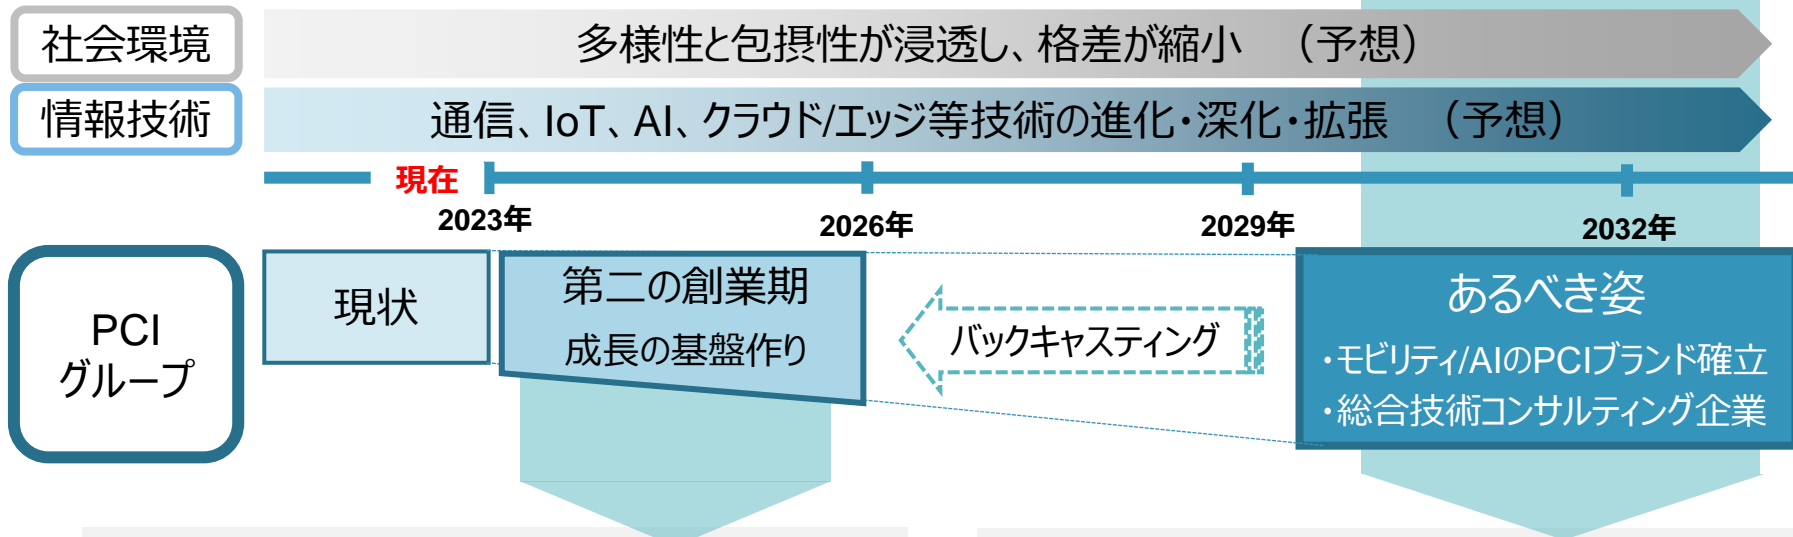 社会環境
多様性と包摂性が浸透し、格差が縮小 （予想）
情報技術
通信、IoT、AI、クラウド/エッジ等技術の進化・深化・拡張 （予想）
現在
2023年
2026年
2029年
2032年
PCI
グループ
現状
第二の創業期
成長の基盤作り
バックキャスティング
あるべき姿
・モビリティ/AIのPCIブランド確立
・総合技術コンサルティング企業